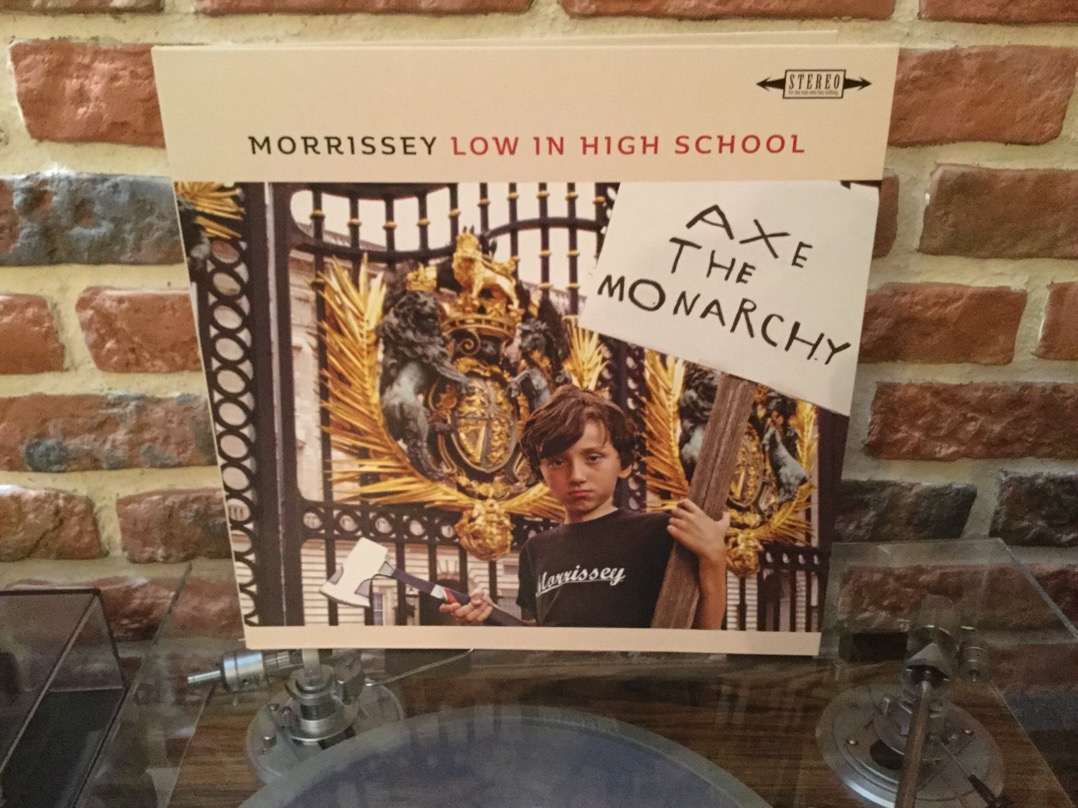 STEREO
MORRISSEY LOW IN HIGH SCHOOL
AXE
THE
MONARCHY
Morrissey